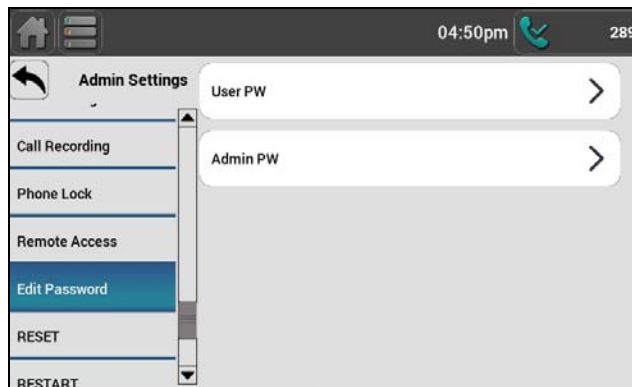 04:50pm 289
Admin Settings
Call Recording
Phone Lock
Remote Access
Edit Password
RESET
RESTART
User PW
Admin PW